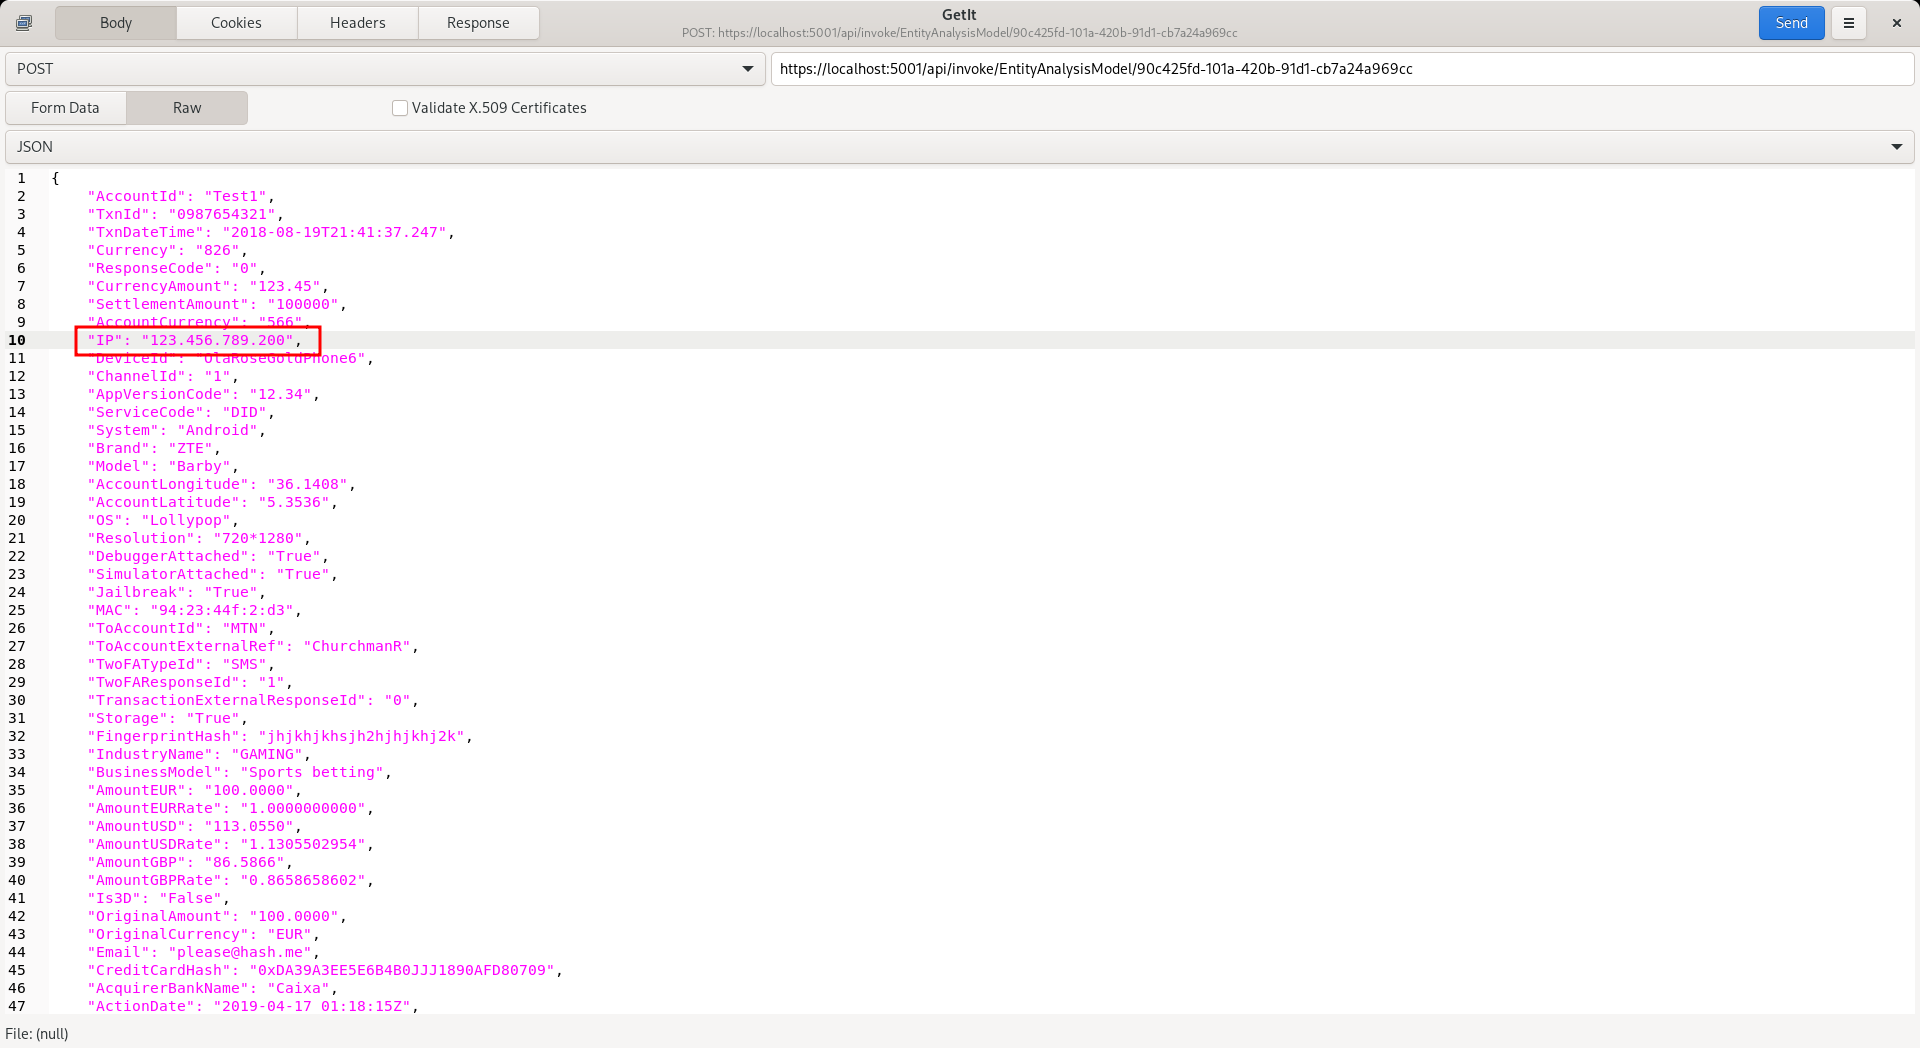 Body Cookies Headers Response
GetIt
POST: https://localhost:5001/api/invoke/EntityAnalysisModel/90c425fd-101a-420b-91d1-cb7a24a969cc
Send
POST
https://localhost:5001/api/invoke/EntityAnalysisModel/90c425fd-101a-420b-91d1-cb7a24a969cc
Form Data Raw Validate X.509 Certificates
JSON
1 {
2 "AccountId": "Test1",
3 "TxnId": "0987654321",
4 "TxnDateTime": "2018-08-19T21:41:37.247",
5 "Currency": "826",
6 "ResponseCode": "0",
7 "CurrencyAmount": "123.45",
8 "SettlementAmount": "100000",
9 "AccountCurrency": "566",
10 "IP": "123.456.789.200",
11 "DeviceId": "OlaRoseGoldPhone6",
12 "ChannelId": "1",
13 "AppVersionCode": "12.34",
14 "ServiceCode": "DID",
15 "System": "Android",
16 "Brand": "ZTE",
17 "Model": "Barby",
18 "AccountLongitude": "36.1408",
19 "AccountLatitude": "5.3536",
20 "OS": "Lollypop",
21 "Resolution": "720*1280",
22 "DebuggerAttached": "True",
23 "SimulatorAttached": "True",
24 "Jailbreak": "True",
25 "MAC": "94:23:44f:2:d3",
26 "ToAccountId": "MTN",
27 "ToAccountExternalRef": "ChurchmanR",
28 "TwoFATypeId": "SMS",
29 "TwoFAResponseId": "1",
30 "TransactionExternalResponseId": "0",
31 "Storage": "True",
32 "FingerprintHash": "jhjkhjkhsjh2hjhjkhj2k",
33 "IndustryName": "GAMING",
34 "BusinessModel": "Sports betting",
35 "AmountEUR": "100.0000",
36 "AmountEURRate": "1.0000000000",
37 "AmountUSD": "113.0550",
38 "AmountUSDRate": "1.1305502954",
39 "AmountGBP": "86.5866",
40 "AmountGBPRate": "0.8658658602",
41 "Is3D": "False",
42 "OriginalAmount": "100.0000",
43 "OriginalCurrency": "EUR",
44 "Email": "please@hash.me",
45 "CreditCardHash": "0xDA39A3EE5E6B4B0JJJ1890AFD80709",
46 "AcquirerBankName": "Caixa",
47 "ActionDate": "2019-04-17 01:18:15Z",
File: (null)